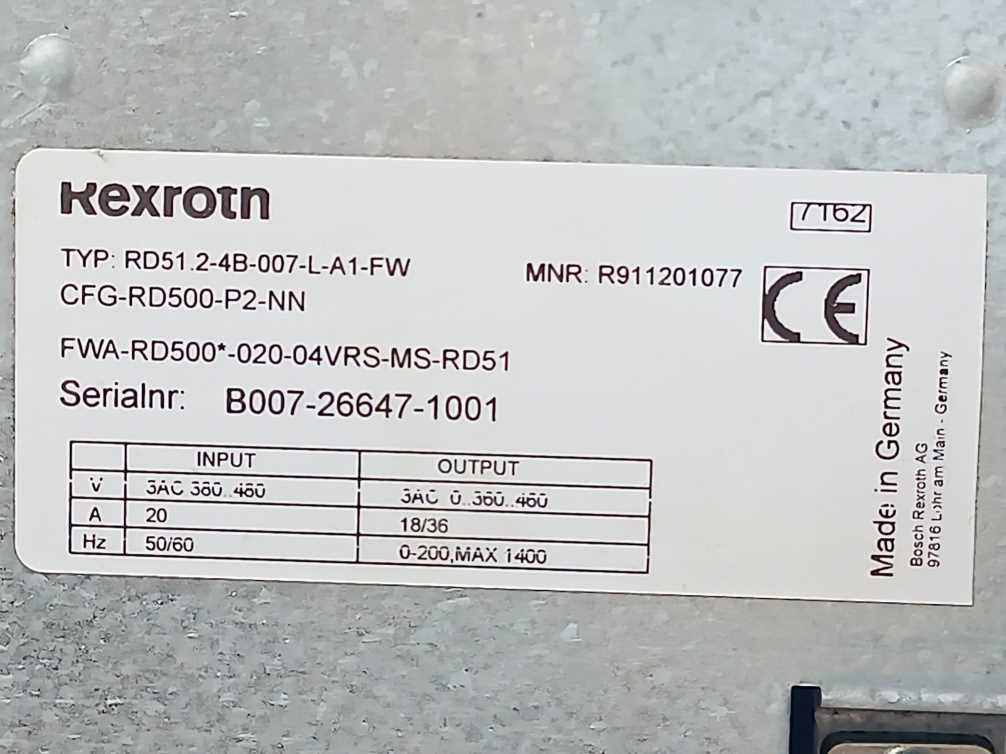 Rexroth
7162
TYP: RD51.2-4B-007-L-A1-FW
MNR: R911201077
CFG-RD500-P2-NN
CE
FWA-RD500*-020-04VRS-MS-RD51
Serialnr: B007-26647-1001
INPUT OUTPUT
V 3AC 380..480 3AC 0..380..480
A 20 18/36
Hz 50/60 0-200,MAX 1400
Made in Germany
Bosch Rexroth AG
97816 Lohr am Main - Germany